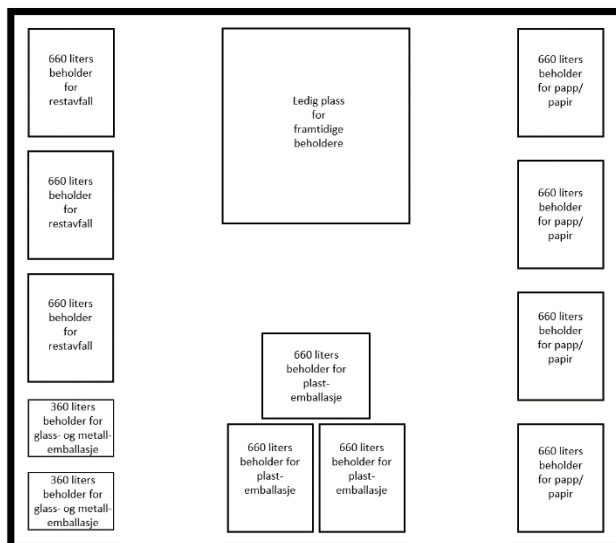 660 liters
beholder
for
restavfall
660 liters
beholder
for
restavfall
660 liters
beholder
for
restavfall
360 liters
beholder for
glass- og metall-
emballasje
360 liters
beholder for
glass- og metall-
emballasje
Ledig plass
for
framtidige
beholdere
660 liters
beholder for
plast-
emballasje
660 liters
beholder for
plast-
emballasje
660 liters
beholder for
plast-
emballasje
660 liters
beholder
for papp/
papir
660 liters
beholder
for papp/
papir
660 liters
beholder
for papp/
papir
660 liters
beholder
for papp/
papir